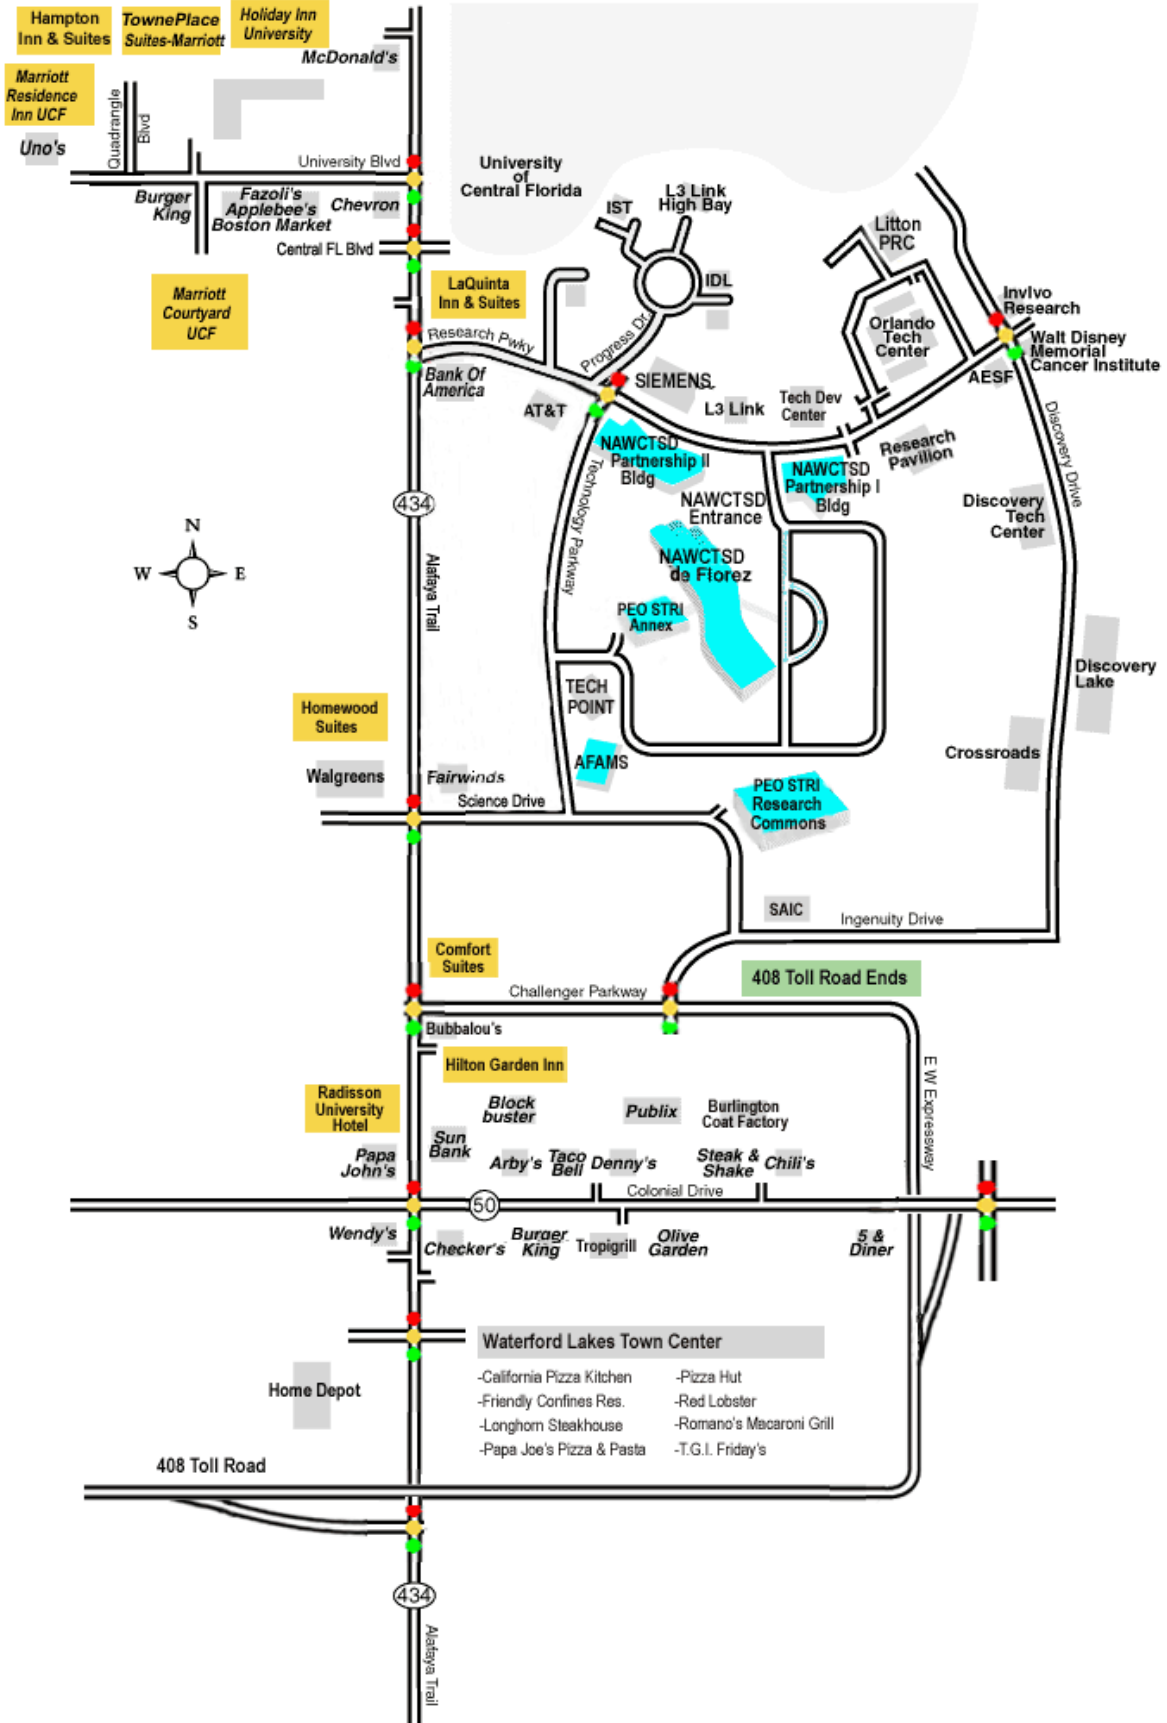 Hampton
Inn & Suites
TownePlace
Suites-Marriott
Holiday Inn
University
McDonald's
Marriott
Residence
Inn UCF
Uno's
Quadrangle
Blvd
University Blvd
Burger
King
Fazoli's
Applebee's
Boston Market
Chevron
Central FL Blvd
Marriott
Courtyard
UCF
University
of
Central Florida
IST
L3 Link
High Bay
IDL
Litton
PRC
LaQuinta
Inn & Suites
Research Pwky
Progress Dr.
Bank Of
America
AT&T
SIEMENS
L3 Link
Tech Dev
Center
Orlando
Tech
Center
AESF
InvIvo
Research
Walt Disney
Memorial
Cancer Institute
Research
Pavilion
Discovery Drive
NAWCTSD
Partnership II
Bldg
NAWCTSD
Partnership I
Bldg
NAWCTSD
Entrance
Technology Parkway
434
Alafaya Trail
N
W
E
S
NAWCTSD
de Florez
PEO STRI
Annex
Discovery
Tech
Center
Discovery
Lake
TECH
POINT
AFAMS
Homewood
Suites
Walgreens
Fairwinds
Science Drive
PEO STRI
Research
Commons
Crossroads
SAIC
Ingenuity Drive
Comfort
Suites
408 Toll Road Ends
Challenger Parkway
Bubbalou's
Hilton Garden Inn
E W Expressway
Radisson
University
Hotel
Block
buster
Publix
Burlington
Coat Factory
Sun
Bank
Papa
John's
Arby's
Taco
Bell
Denny's
Steak &
Shake
Chili's
Colonial Drive
50
Wendy's
Checker's
Burger
King
Tropigrill
Olive
Garden
5 &
Diner
Waterford Lakes Town Center
-California Pizza Kitchen
-Pizza Hut
-Friendly Confines Res.
-Red Lobster
-Longhorn Steakhouse
-Romano's Macaroni Grill
-Papa Joe's Pizza & Pasta
-T.G.I. Friday's
Home Depot
408 Toll Road
434
Alafaya Trail